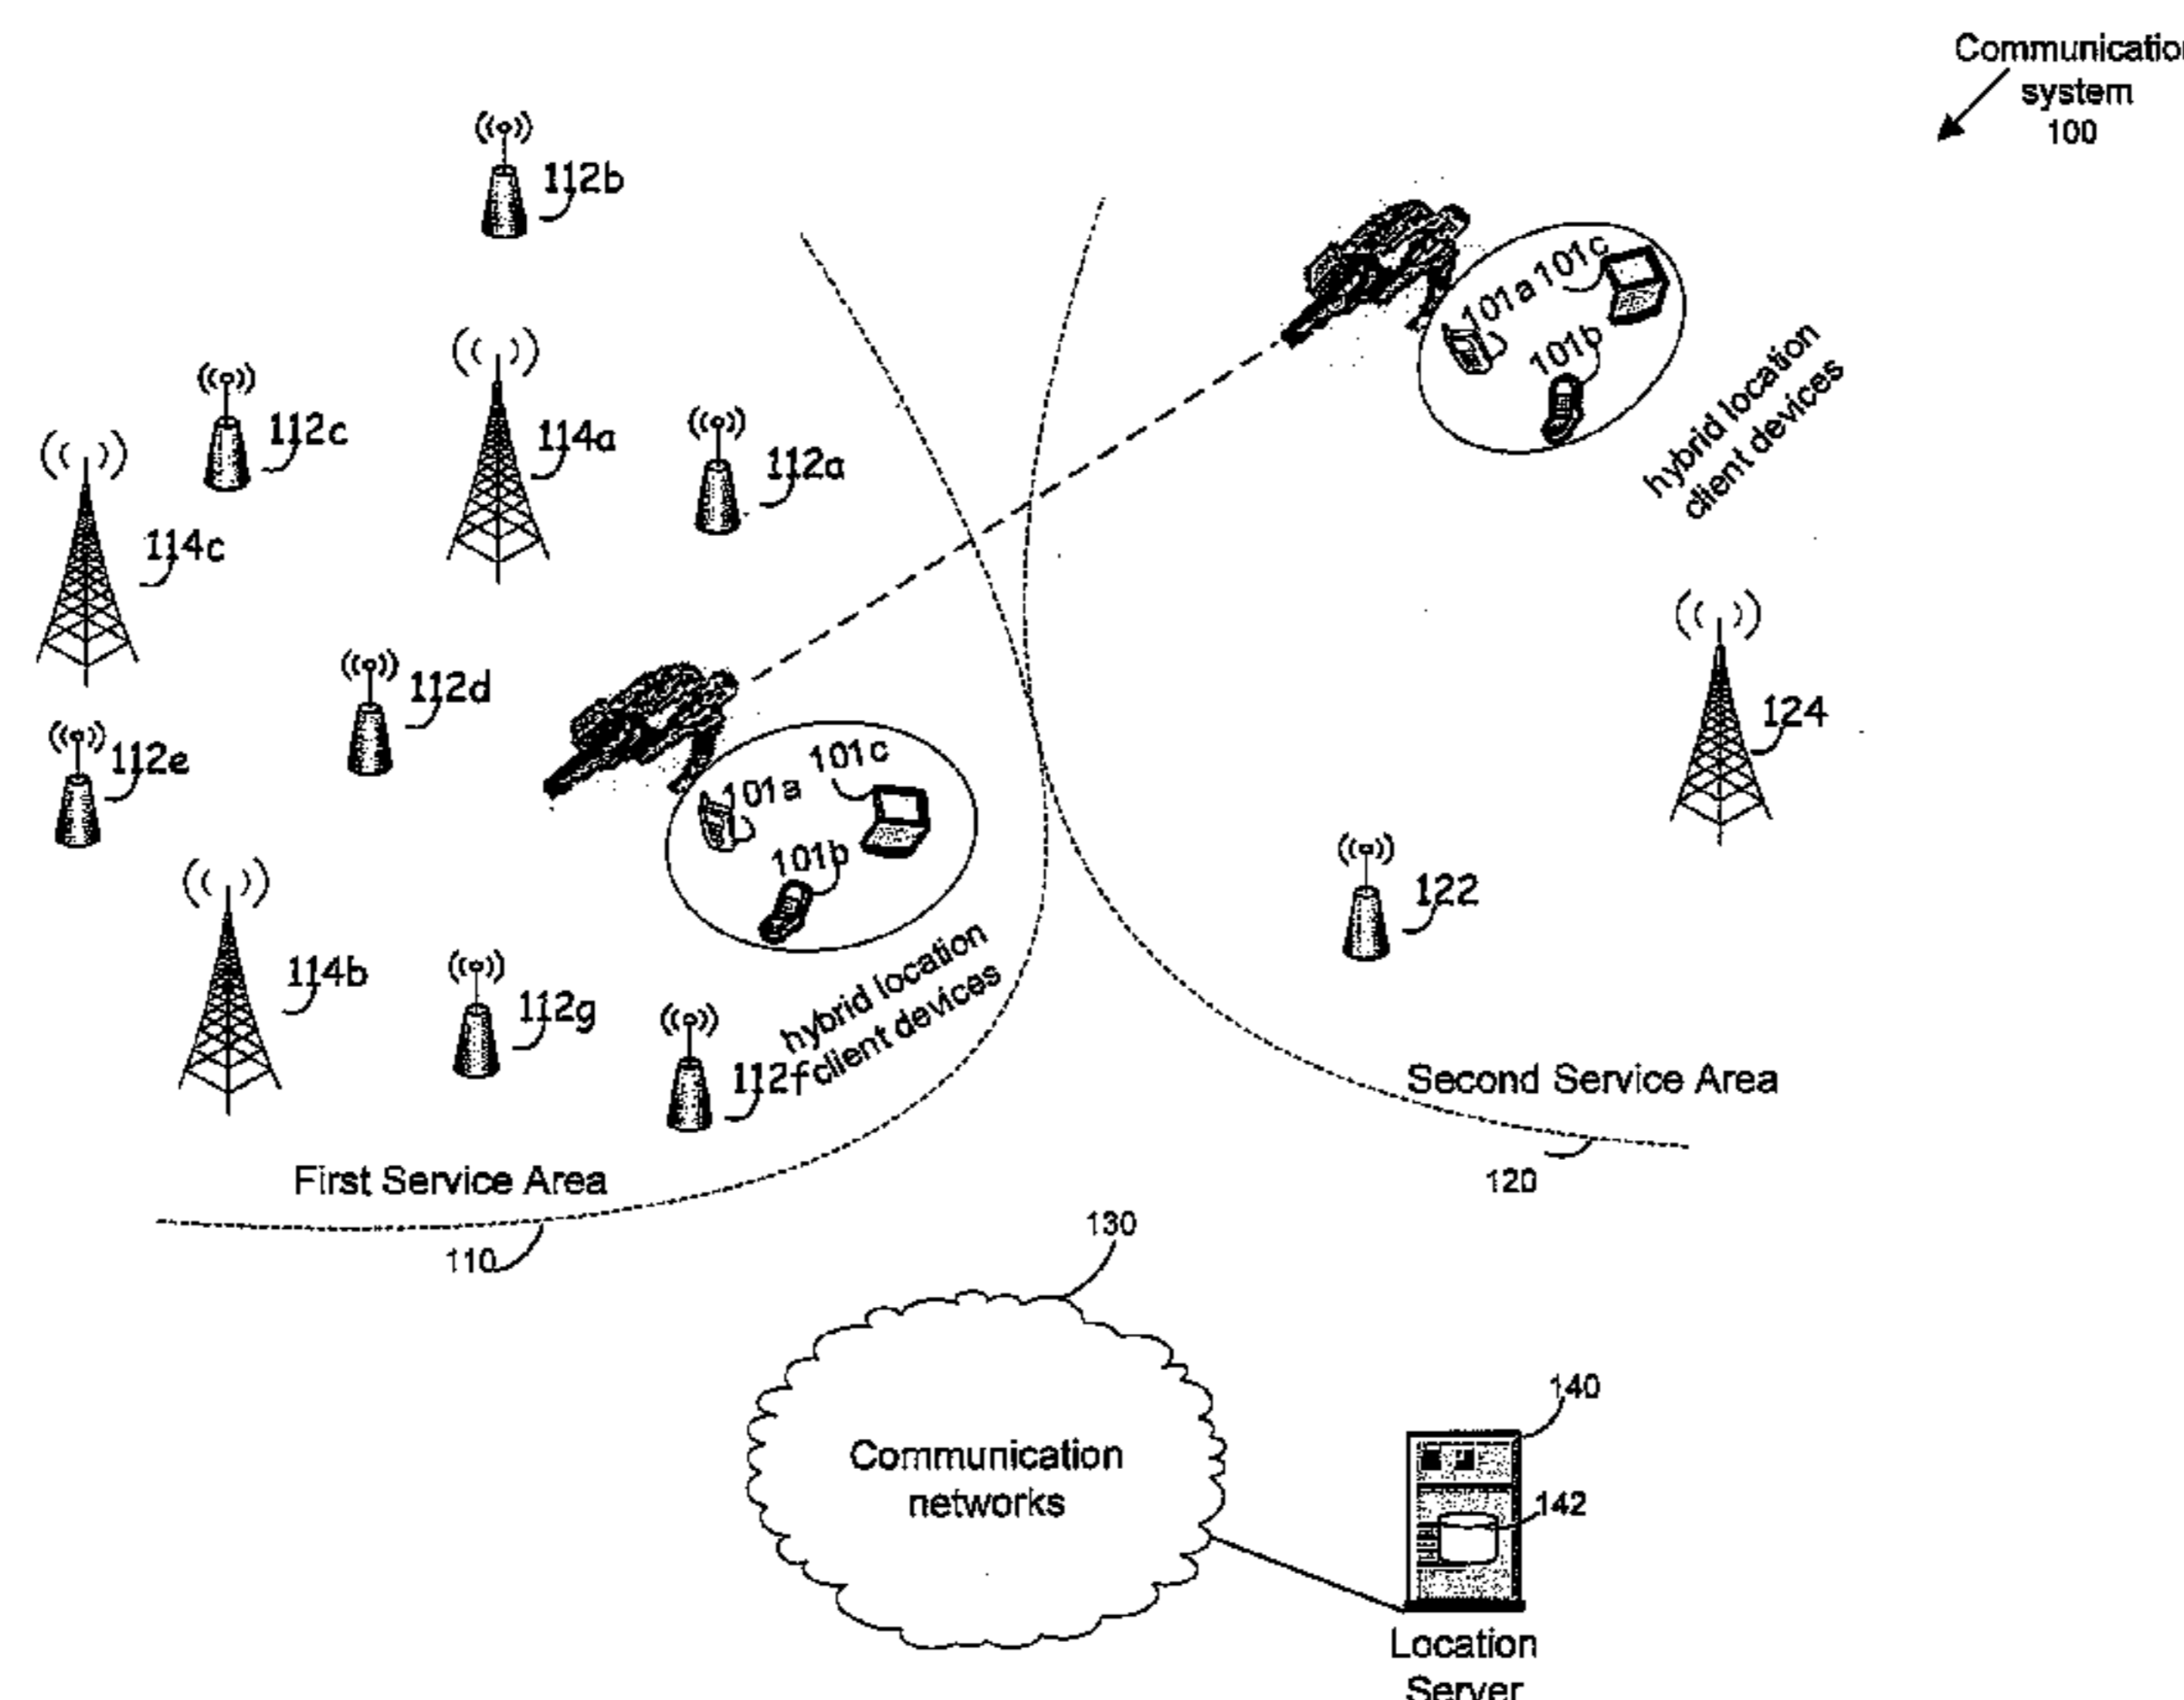 Communication
system
100
112b
101a 101c
101b
hybrid location
client devices
112c
114a
112a
114c
112d
124
112e
101a 101c
101b
122
114b
112g
hybrid location
client devices
112f
Second Service Area
First Service Area
120
110
130
140
Communication
networks
142
Location
Server